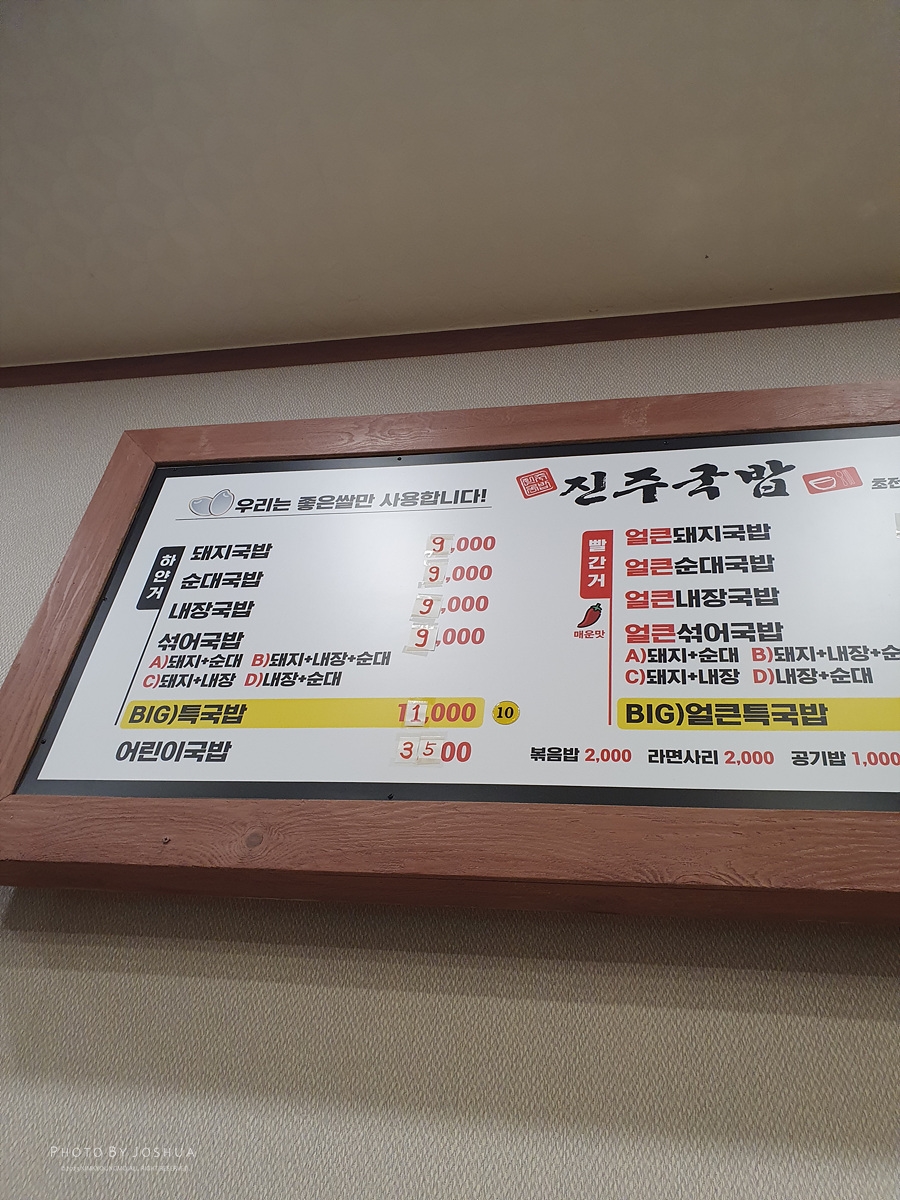 우리는 좋은쌀만 사용합니다!
진주국밥
하얀거
돼지국밥 9,000
순대국밥 9,000
내장국밥 9,000
섞어국밥 9,000
A)돼지+순대 B)돼지+내장+순대
C)돼지+내장 D)내장+순대
BIG)특국밥 11,000 10
어린이국밥 3500
빨간거
매운맛
얼큰돼지국밥
얼큰순대국밥
얼큰내장국밥
얼큰섞어국밥
A)돼지+순대 B)돼지+내장+순
C)돼지+내장 D)내장+순대
BIG)얼큰특국밥
볶음밥 2,000 라면사리 2,000 공기밥 1,000
PHOTO BY JOSHUA